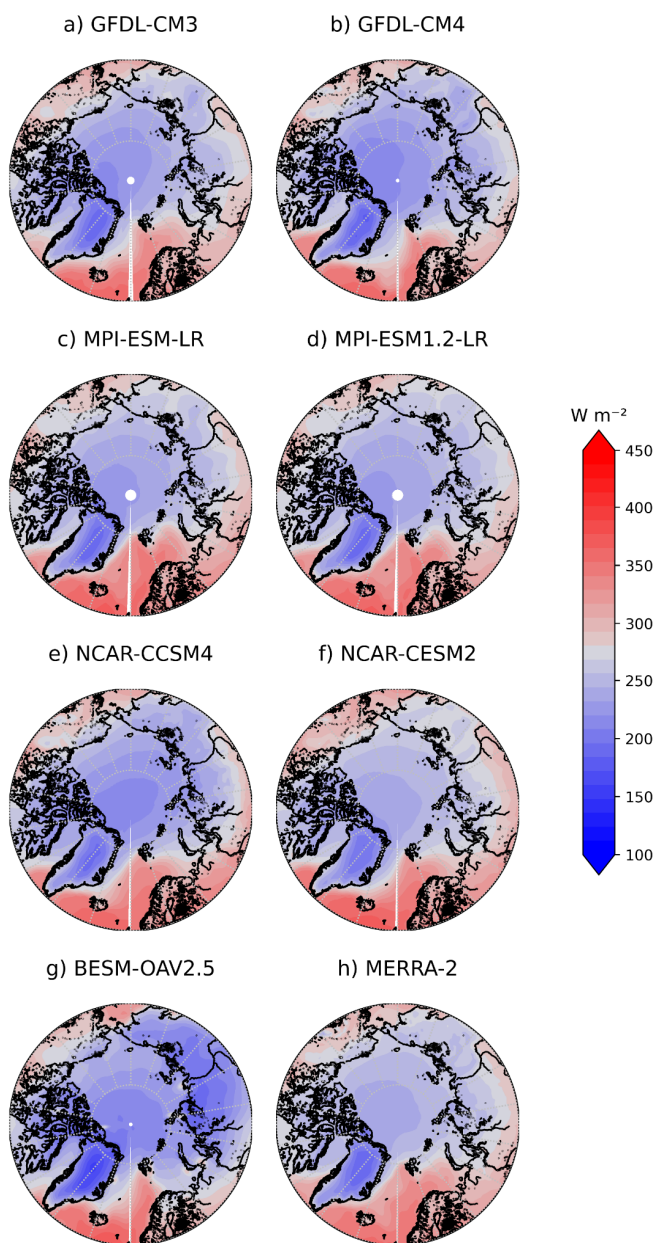 a) GFDL-CM3
b) GFDL-CM4
c) MPI-ESM-LR
d) MPI-ESM1.2-LR
W m⁻²
450
400
350
300
250
200
150
100
e) NCAR-CCSM4
f) NCAR-CESM2
g) BESM-OAV2.5
h) MERRA-2